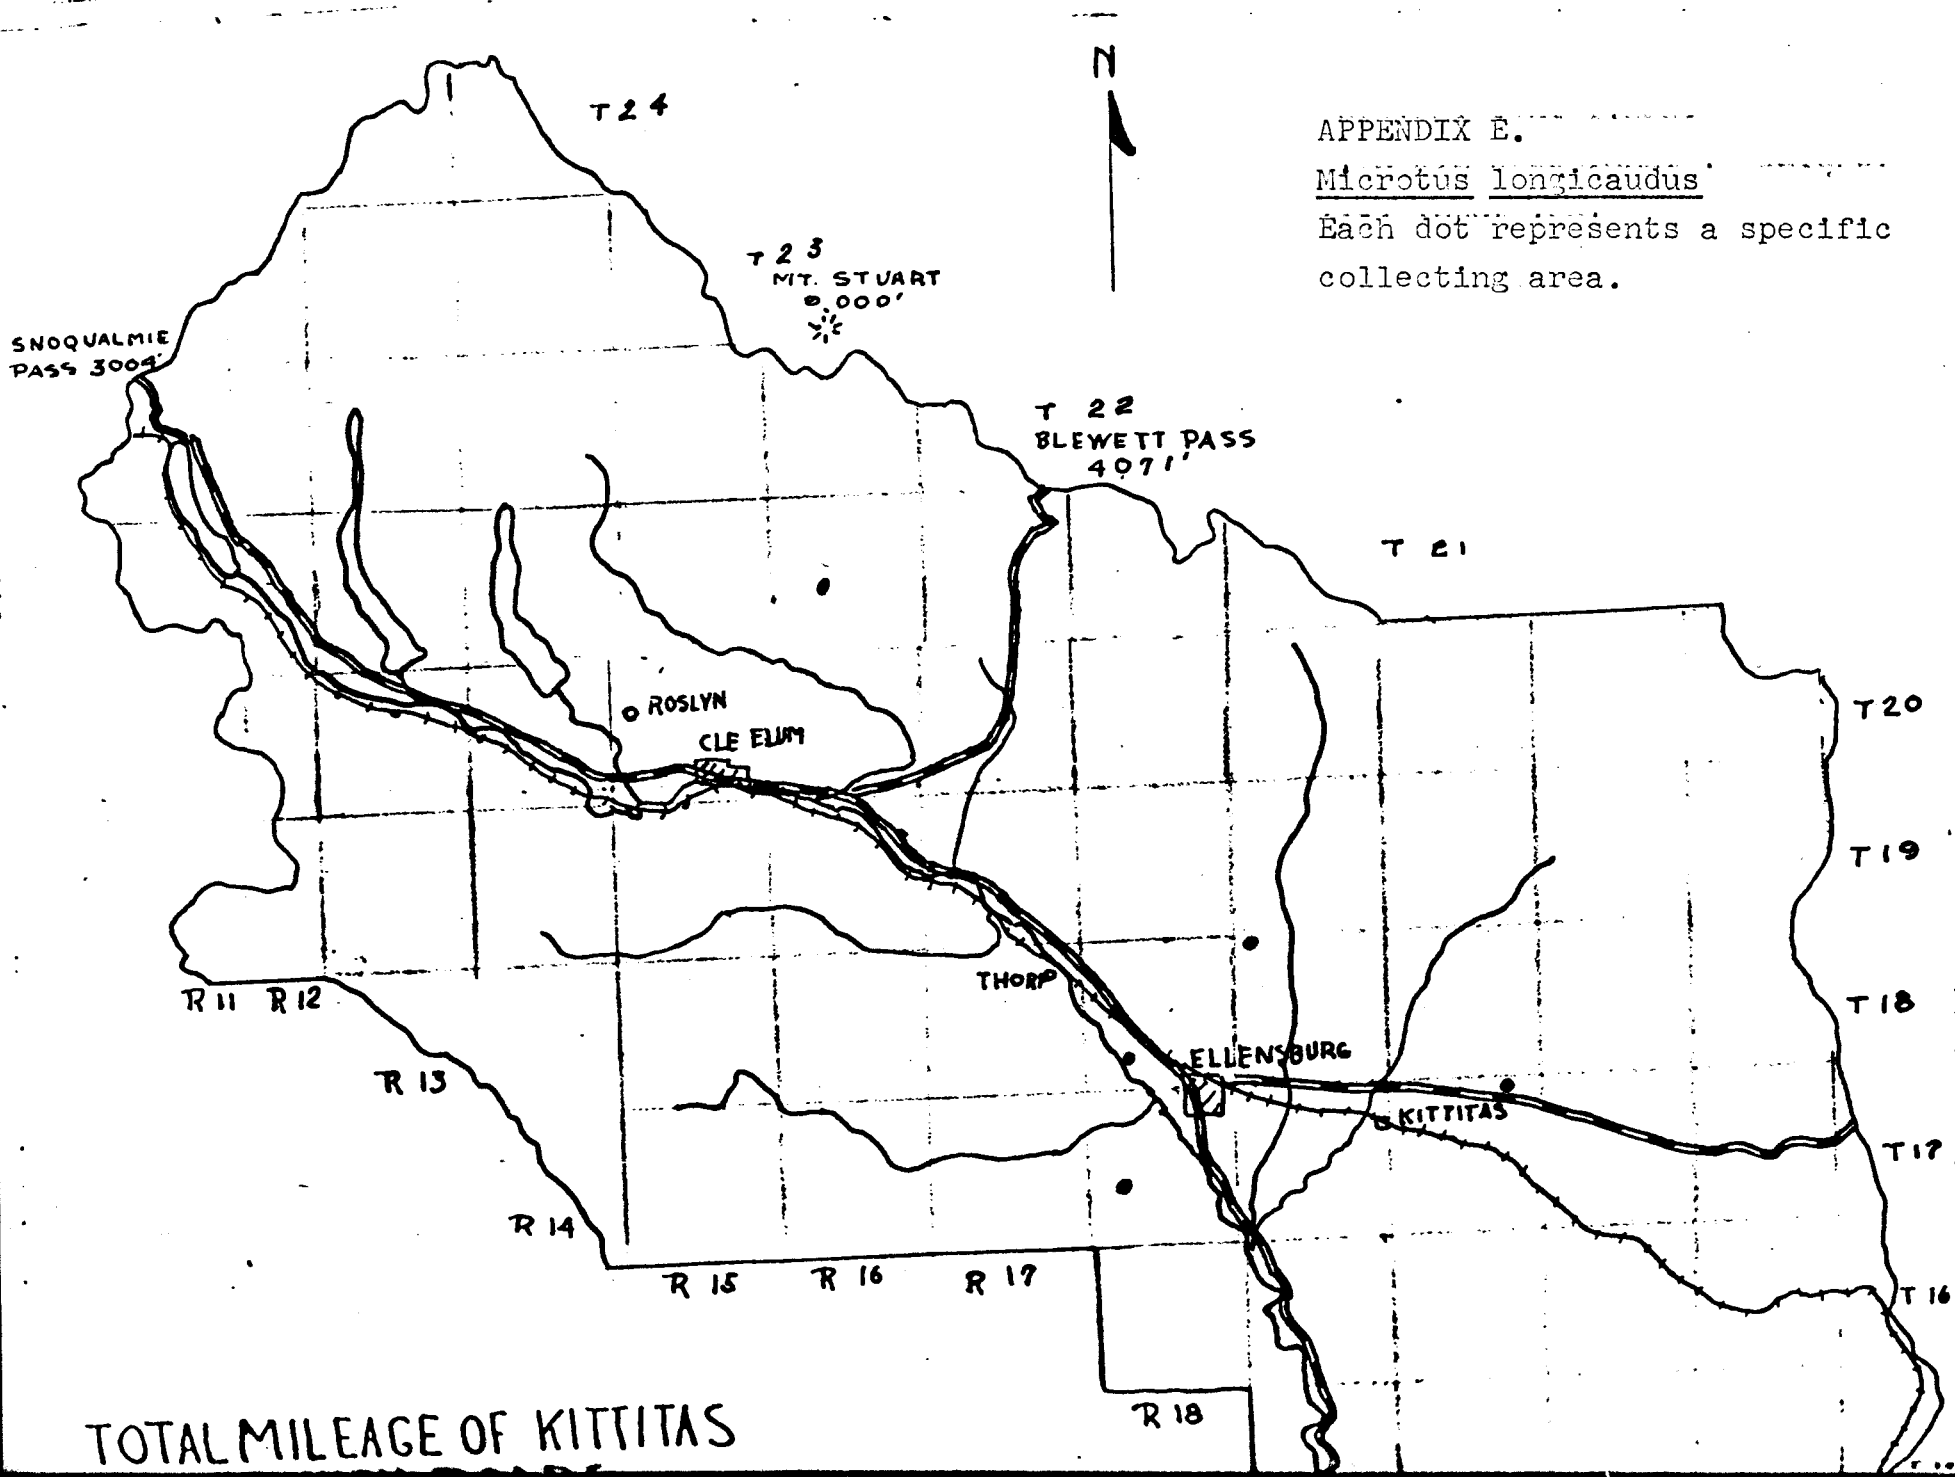 N
T 24
APPENDIX E.
Microtus longicaudus
Each dot represents a specific
collecting area.
T 23
MT. STUART
000'
SNOQUALMIE
PASS 3004'
T 22
BLEWETT PASS
4071'
T 21
T 20
ROSLYN
CLE ELUM
T 19
THORP
R 11 R 12
T 18
ELLENSBURG
R 13
KITTITAS
T 17
R 14
R 15 R 16 R 17
T 16
R 18
TOTAL MILEAGE OF KITTITAS